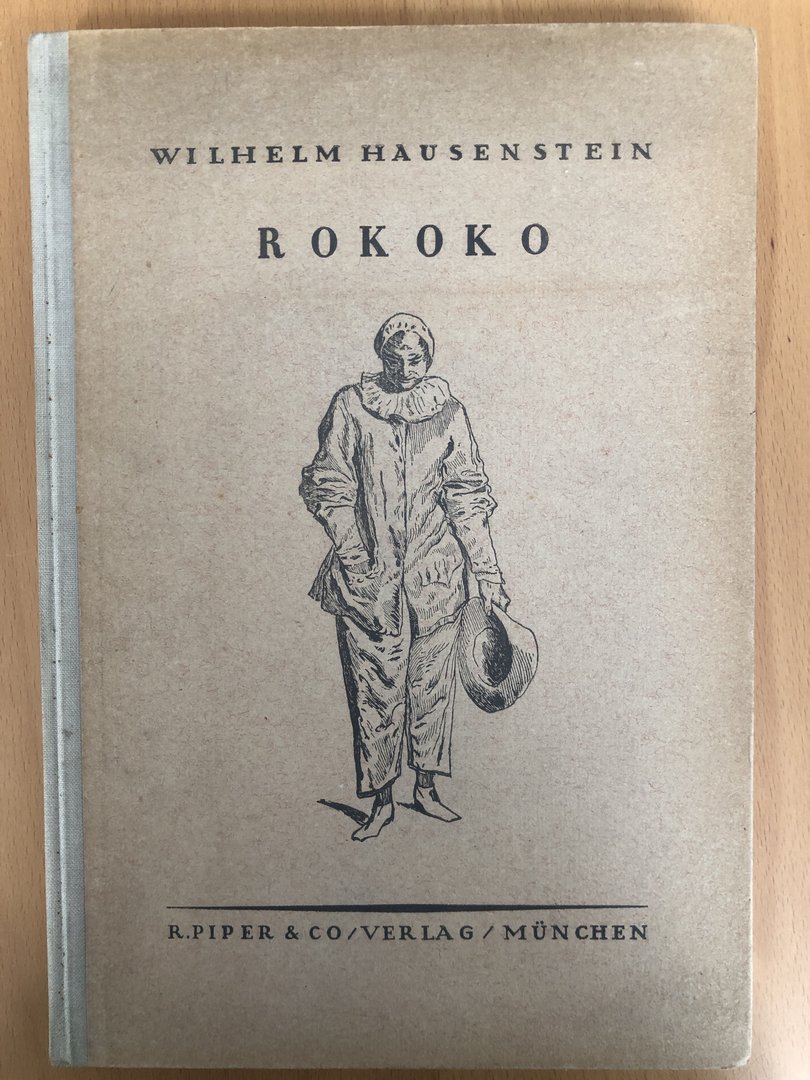 WILHELM HAUSENSTEIN
ROKOKO
R. PIPER & CO/VERLAG/MÜNCHEN